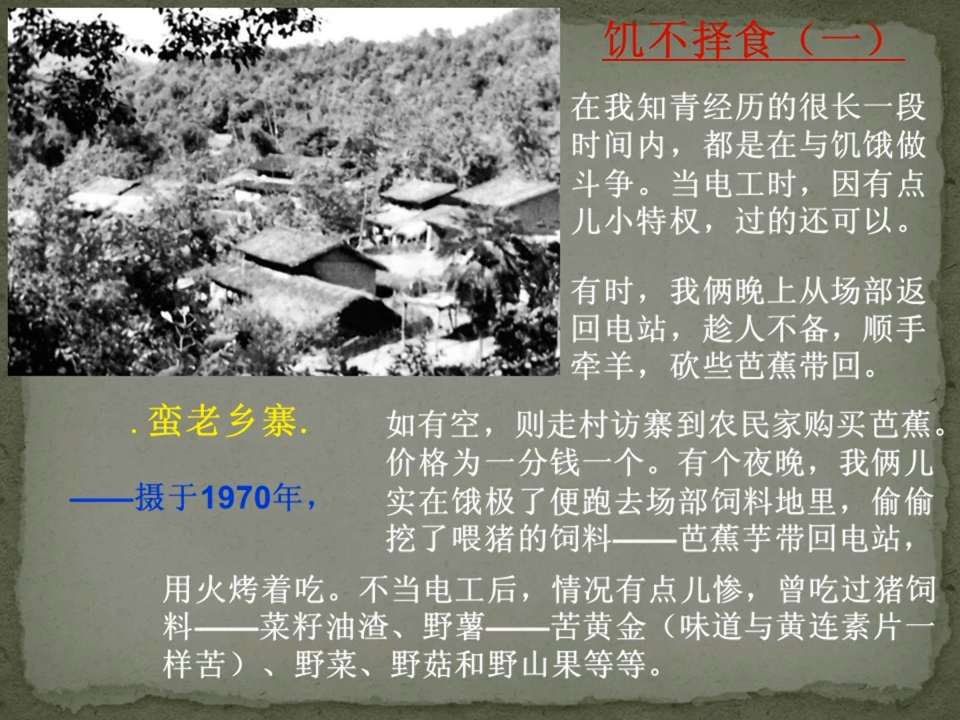 饥不择食（一）
在我知青经历的很长一段
时间内，都是在与饥饿做
斗争。当电工时，因有点
儿小特权，过的还可以。
有时，我俩晚上从场部返
回电站，趁人不备，顺手
牵羊，砍些芭蕉带回。
.蛮老乡寨.
——摄于1970年，
如有空，则走村访寨到农民家购买芭蕉。
价格为一分钱一个。有个夜晚，我俩儿
实在饿极了便跑去场部饲料地里，偷偷
挖了喂猪的饲料——芭蕉芋带回电站，
用火烤着吃。不当电工后，情况有点儿惨，曾吃过猪饲
料——菜籽油渣、野薯——苦黄金（味道与黄连素片一
样苦）、野菜、野菇和野山果等等。